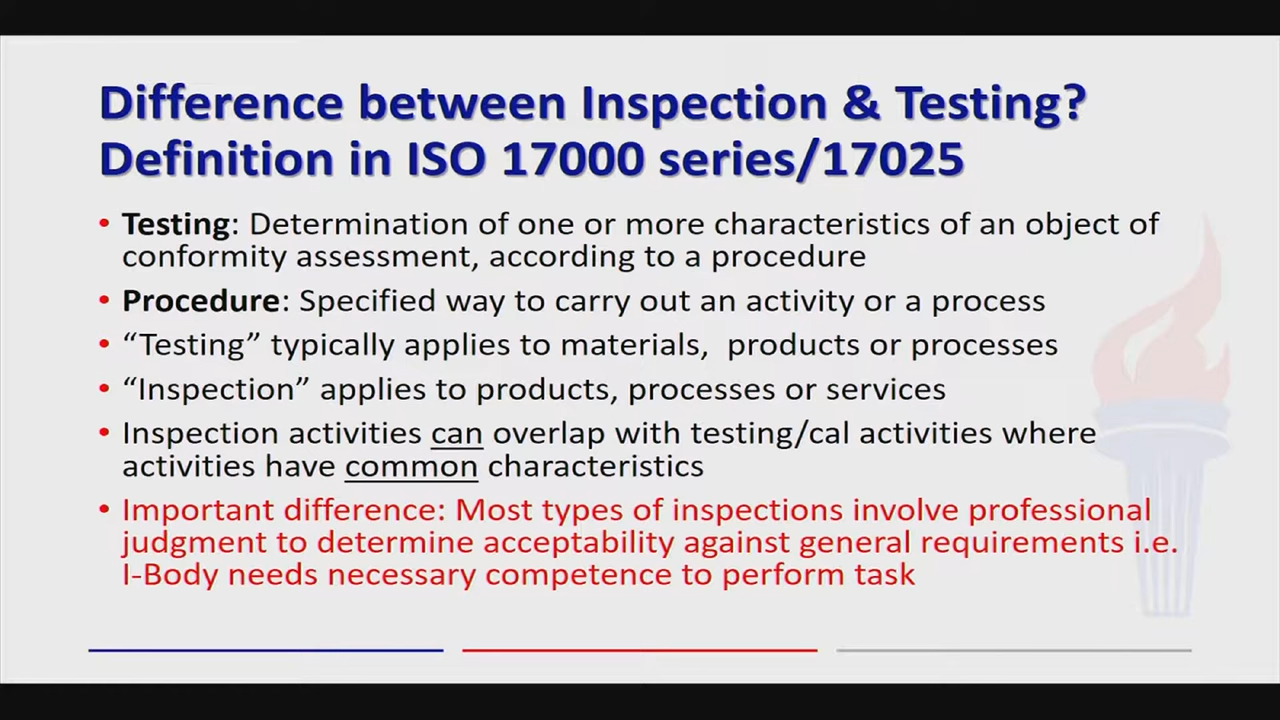 Difference between Inspection & Testing?
Definition in ISO 17000 series/17025
• Testing: Determination of one or more characteristics of an object of
conformity assessment, according to a procedure
• Procedure: Specified way to carry out an activity or a process
• “Testing” typically applies to materials,  products or processes
• “Inspection” applies to products, processes or services
• Inspection activities can overlap with testing/cal activities where
activities have common characteristics
• Important difference: Most types of inspections involve professional
judgment to determine acceptability against general requirements i.e.
I-Body needs necessary competence to perform task